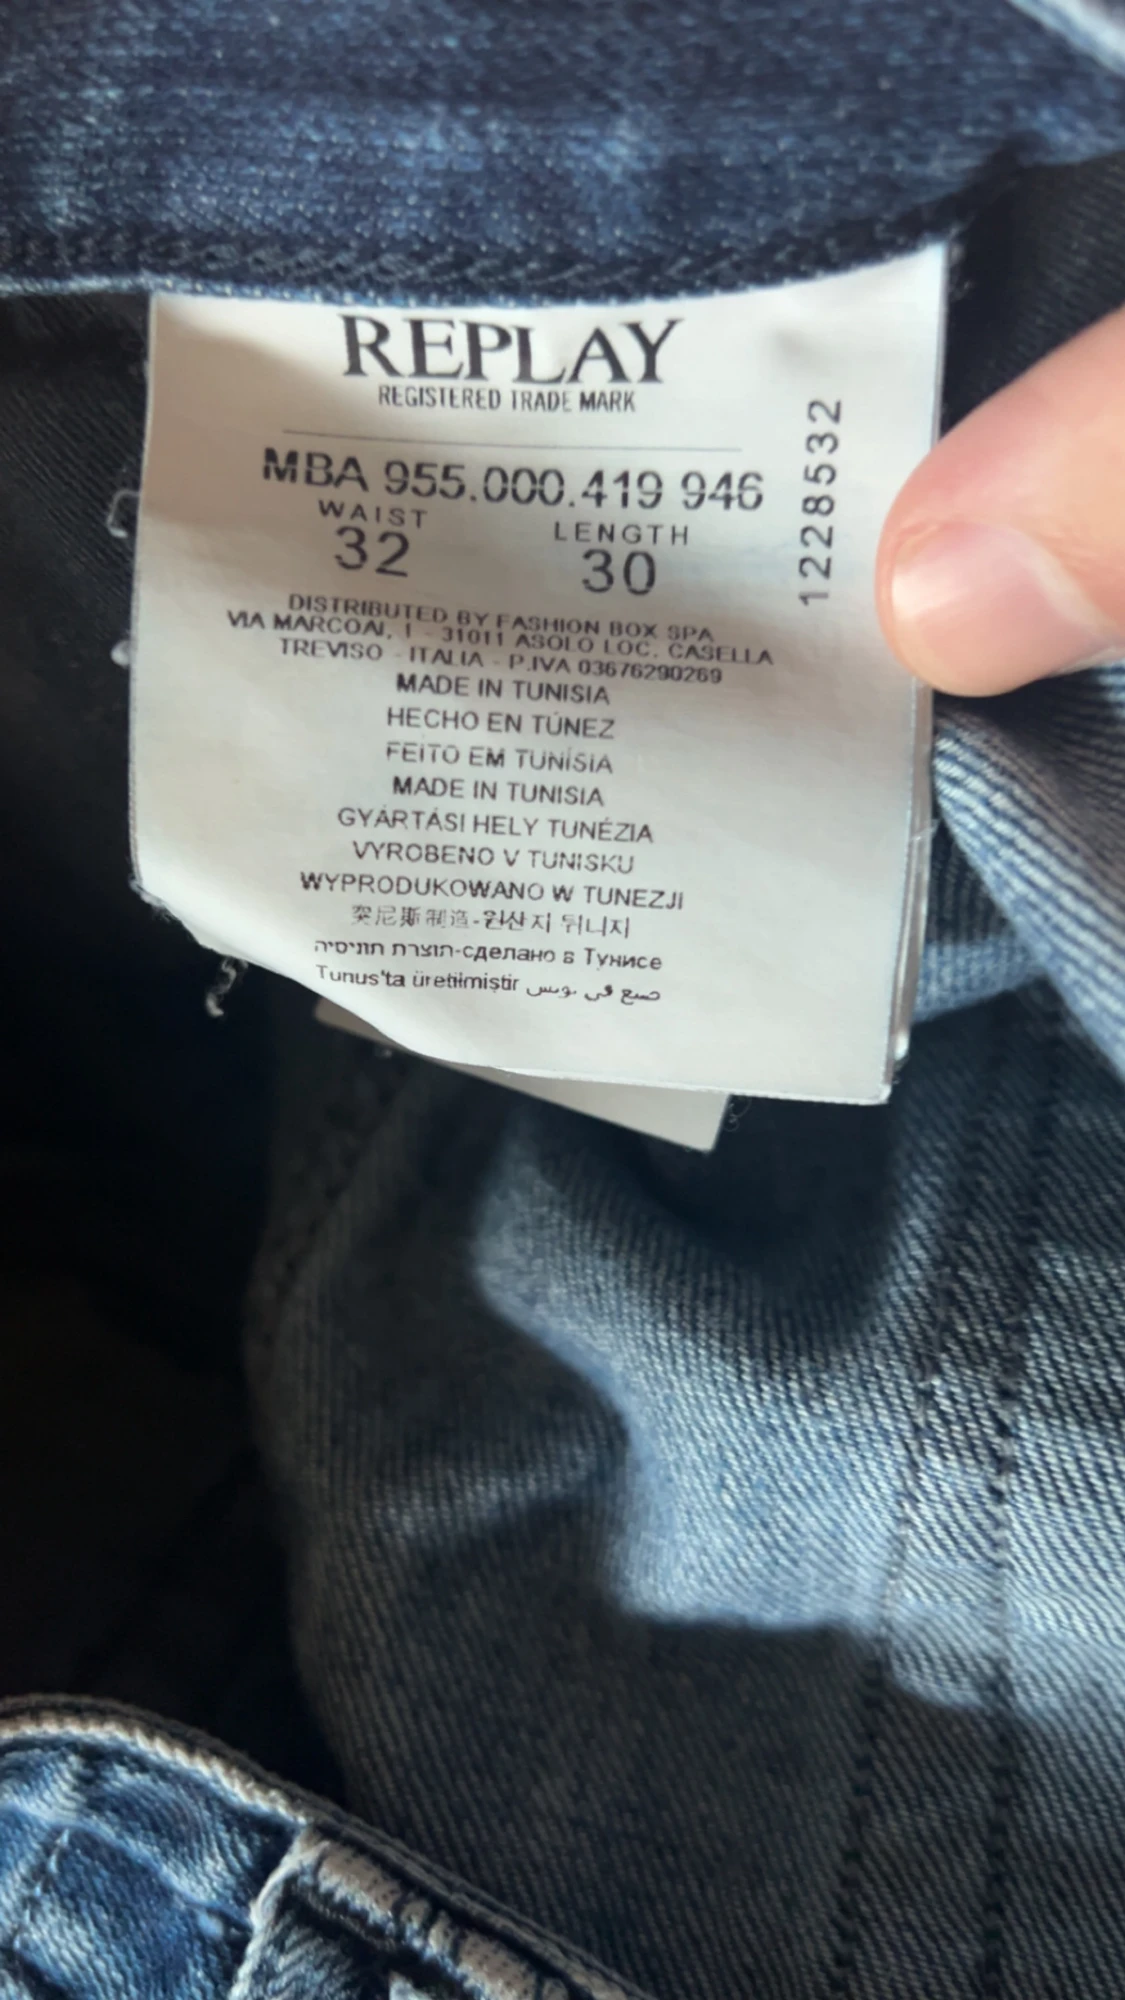 REPLAY
REGISTERED TRADE MARK
MBA 955.000.419 946
WAIST LENGTH
32 30
1228532
DISTRIBUTED BY FASHION BOX SPA
VIA MARCOAI, 1 - 31011 ASOLO LOC. CASELLA
TREVISO - ITALIA - P.IVA 03676290269
MADE IN TUNISIA
HECHO EN TÚNEZ
FEITO EM TUNÍSIA
MADE IN TUNISIA
GYÁRTÁSI HELY TUNÉZIA
VYROBENO V TUNISKU
WYPRODUKOWANO W TUNEZJI
突尼斯制造-원산지 튀니지
תוצרת תוניסיה-сделано в Тунисе
Tunus'ta üretilmiştir صنع في تونس